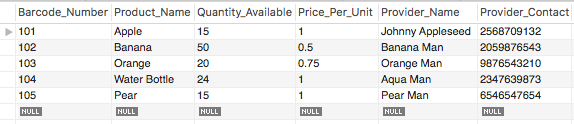 Barcode_Number Product_Name Quantity_Available Price_Per_Unit Provider_Name Provider_Contact
101 Apple 15 1 Johnny Appleseed 2568709132
102 Banana 50 0.5 Banana Man 2059876543
103 Orange 20 0.75 Orange Man 9876543210
104 Water Bottle 24 1 Aqua Man 2347639873
105 Pear 15 1 Pear Man 6546547654
NULL NULL NULL NULL NULL NULL